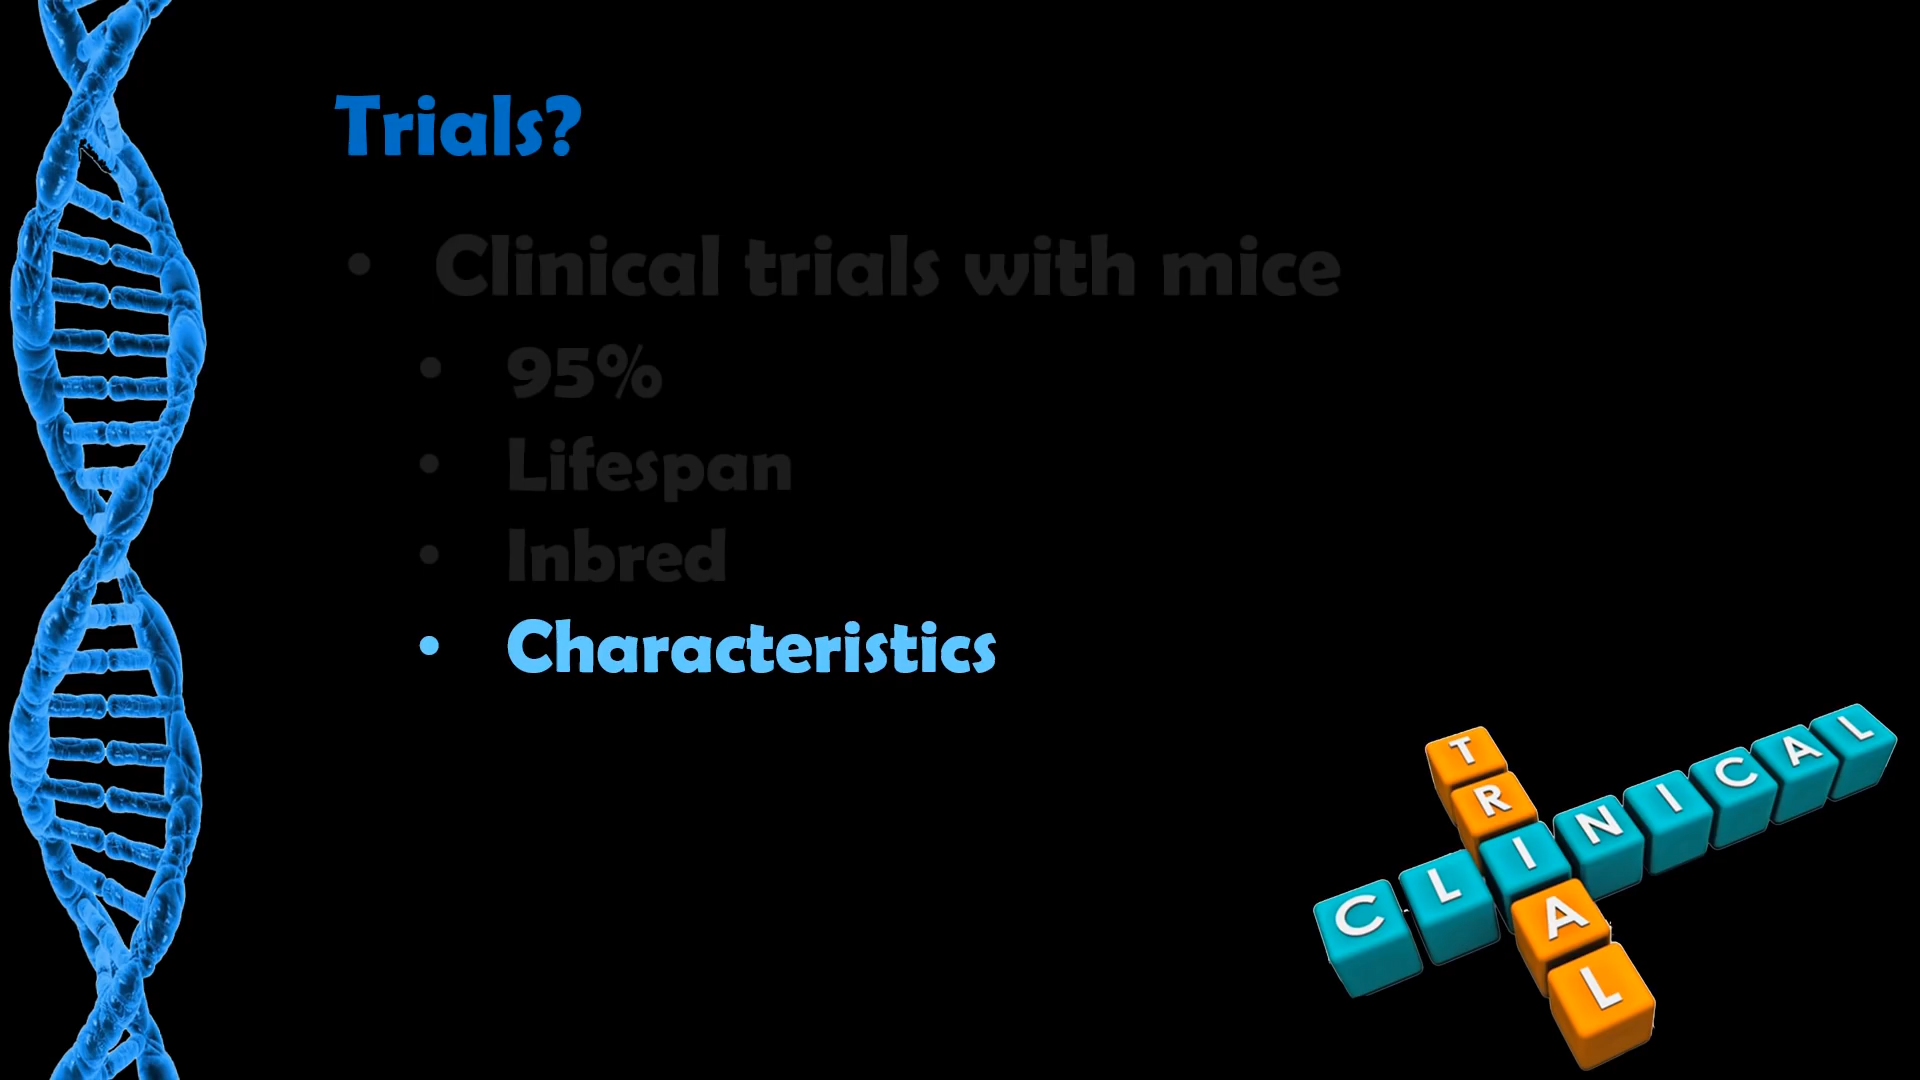 Trials?
• Clinical trials with mice
• 95%
• Lifespan
• Inbred
• Characteristics
TRIAL
CLINICAL